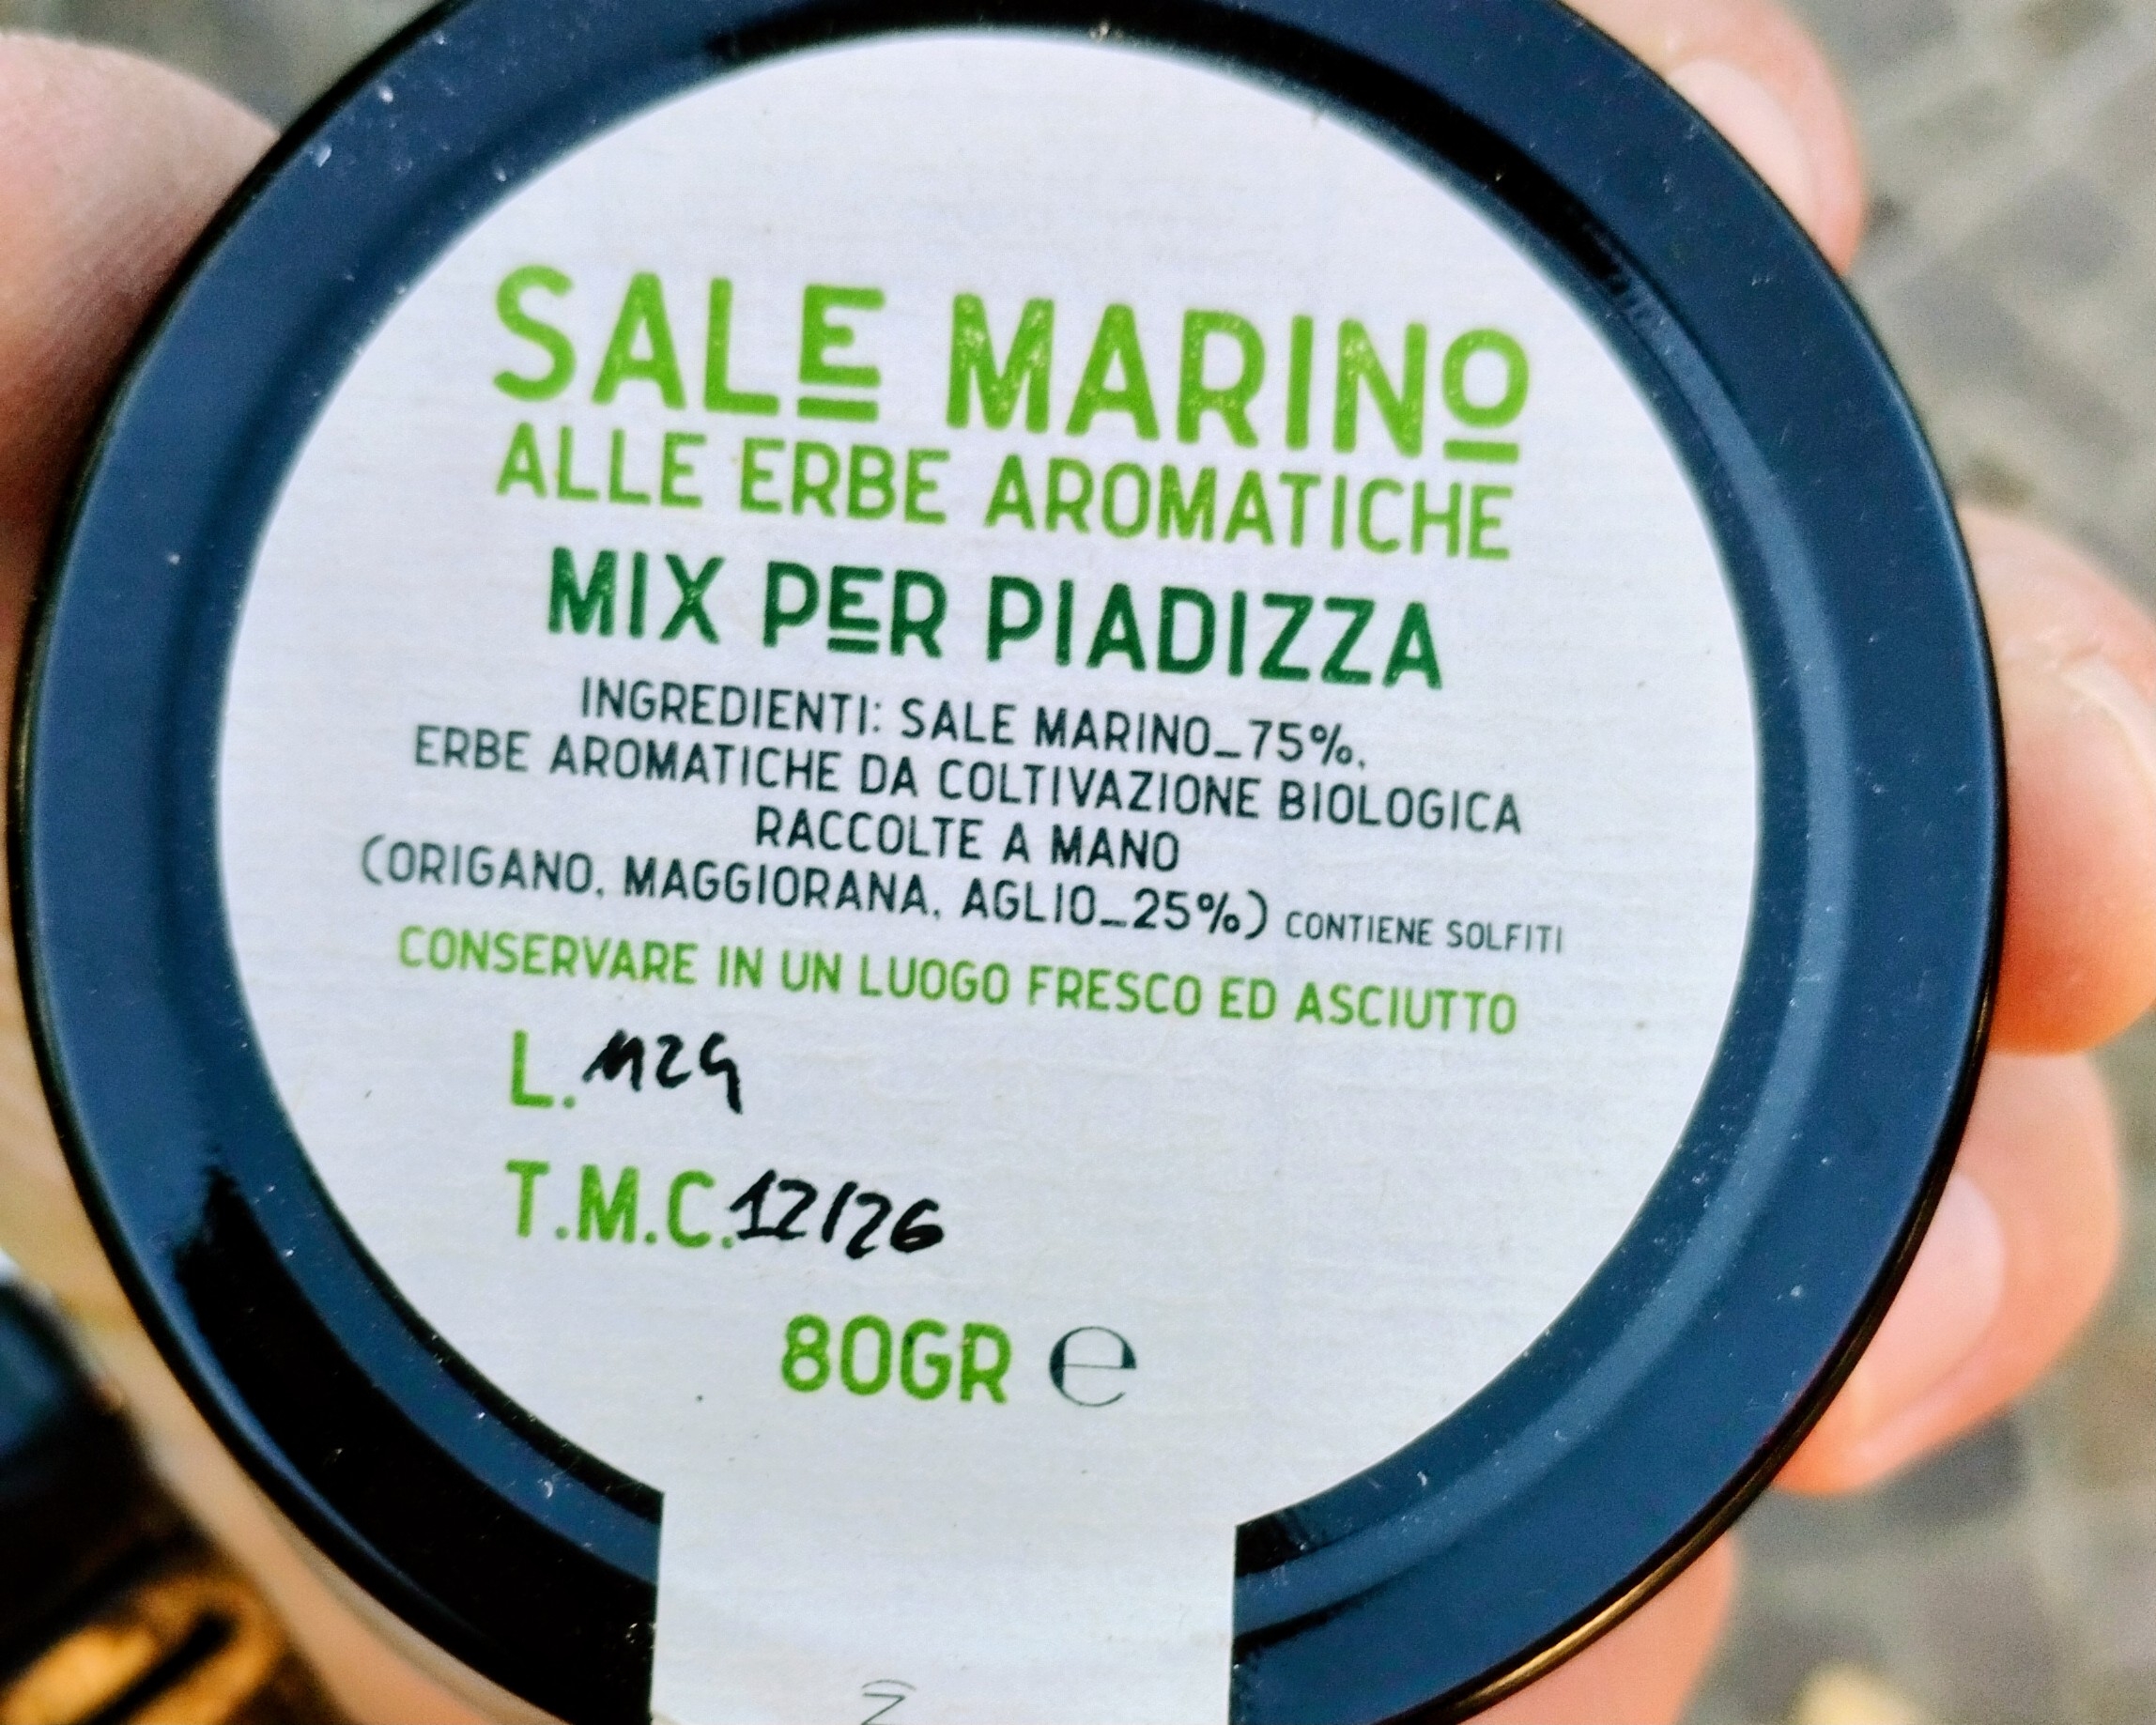 SALE MARINO
ALLE ERBE AROMATICHE
MIX PER PIADIZZA
INGREDIENTI: SALE MARINO_75%,
ERBE AROMATICHE DA COLTIVAZIONE BIOLOGICA
RACCOLTE A MANO
(ORIGANO, MAGGIORANA, AGLIO_25%) CONTIENE SOLFITI
CONSERVARE IN UN LUOGO FRESCO ED ASCIUTTO
L.
T.M.C. 12/26
80GR ℮